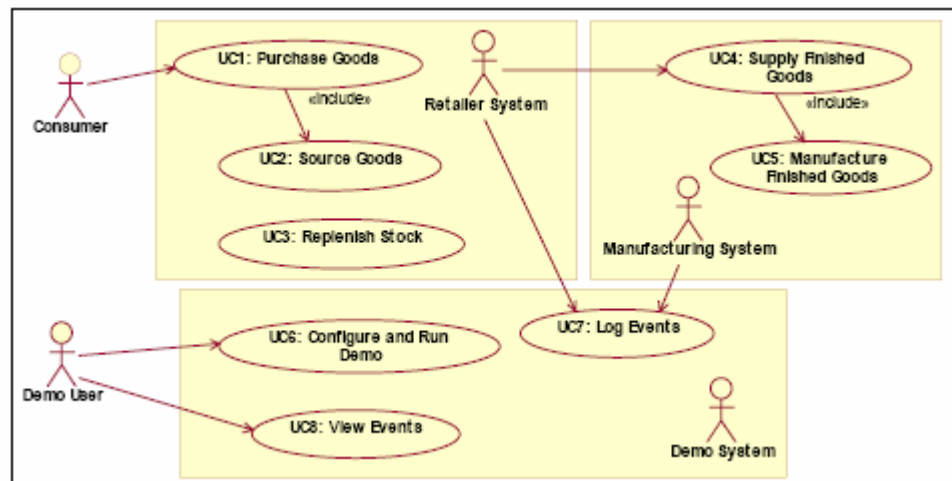 UC1: Purchase Goods
«include»
Consumer
Retailer System
UC2: Source Goods
UC3: Replenish Stock
UC4: Supply Finished
Goods
«include»
UC5: Manufacture
Finished Goods
Manufacturing System
UC6: Configure and Run
Demo
UC7: Log Events
Demo User
UC8: View Events
Demo System